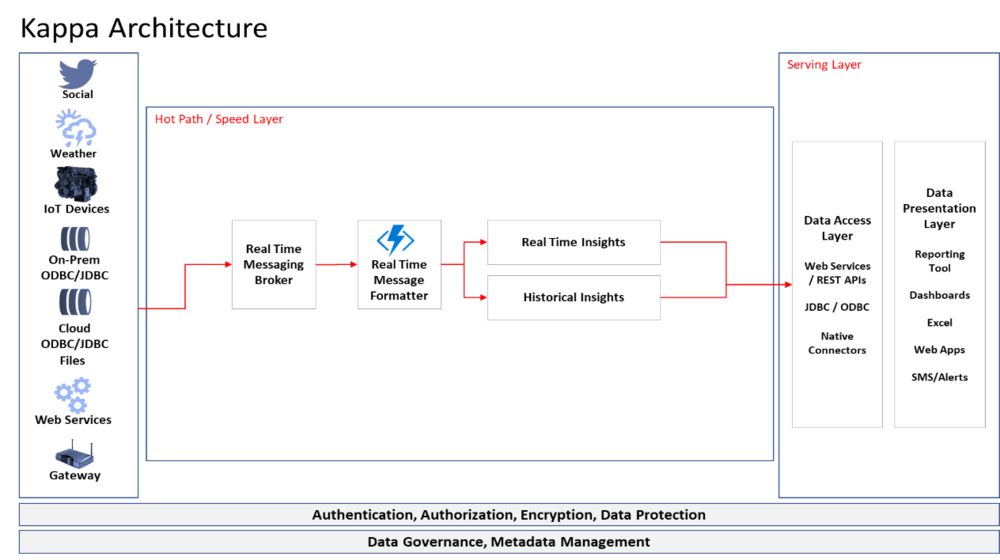 Kappa Architecture
Social
Weather
IoT Devices
On-Prem
ODBC/JDBC
Cloud
ODBC/JDBC
Files
Web Services
Gateway
Hot Path / Speed Layer
Real Time
Messaging
Broker
Real Time
Message
Formatter
Real Time Insights
Historical Insights
Serving Layer
Data Access
Layer
Web Services
/ REST APIs
JDBC / ODBC
Native
Connectors
Data
Presentation
Layer
Reporting
Tool
Dashboards
Excel
Web Apps
SMS/Alerts
Authentication, Authorization, Encryption, Data Protection
Data Governance, Metadata Management